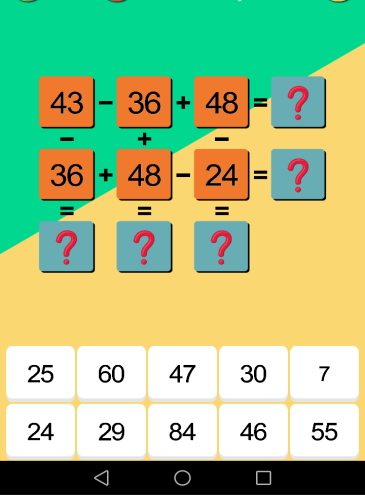 43 − 36 + 48 = ❓
− + −
36 + 48 − 24 = ❓
= = =
❓ ❓ ❓
25 60 47 30 7
24 29 84 46 55